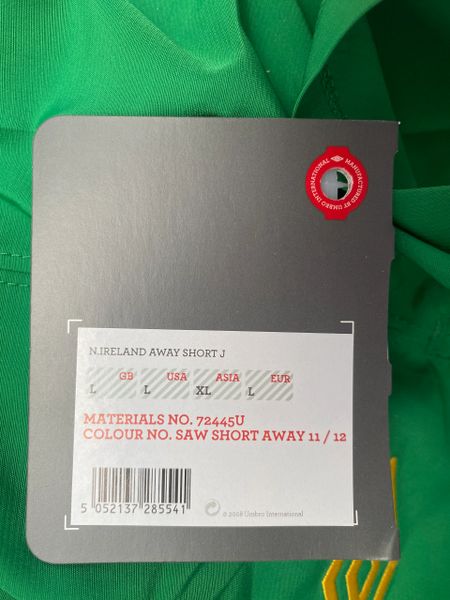 MANUFACTURED BY UMBRO INTERNATIONAL
N.IRELAND AWAY SHORT J
GB USA ASIA EUR
L L XL L
MATERIALS NO. 72445U
COLOUR NO. SAW SHORT AWAY 11 / 12
5 052137 285541
© 2008 Umbro International